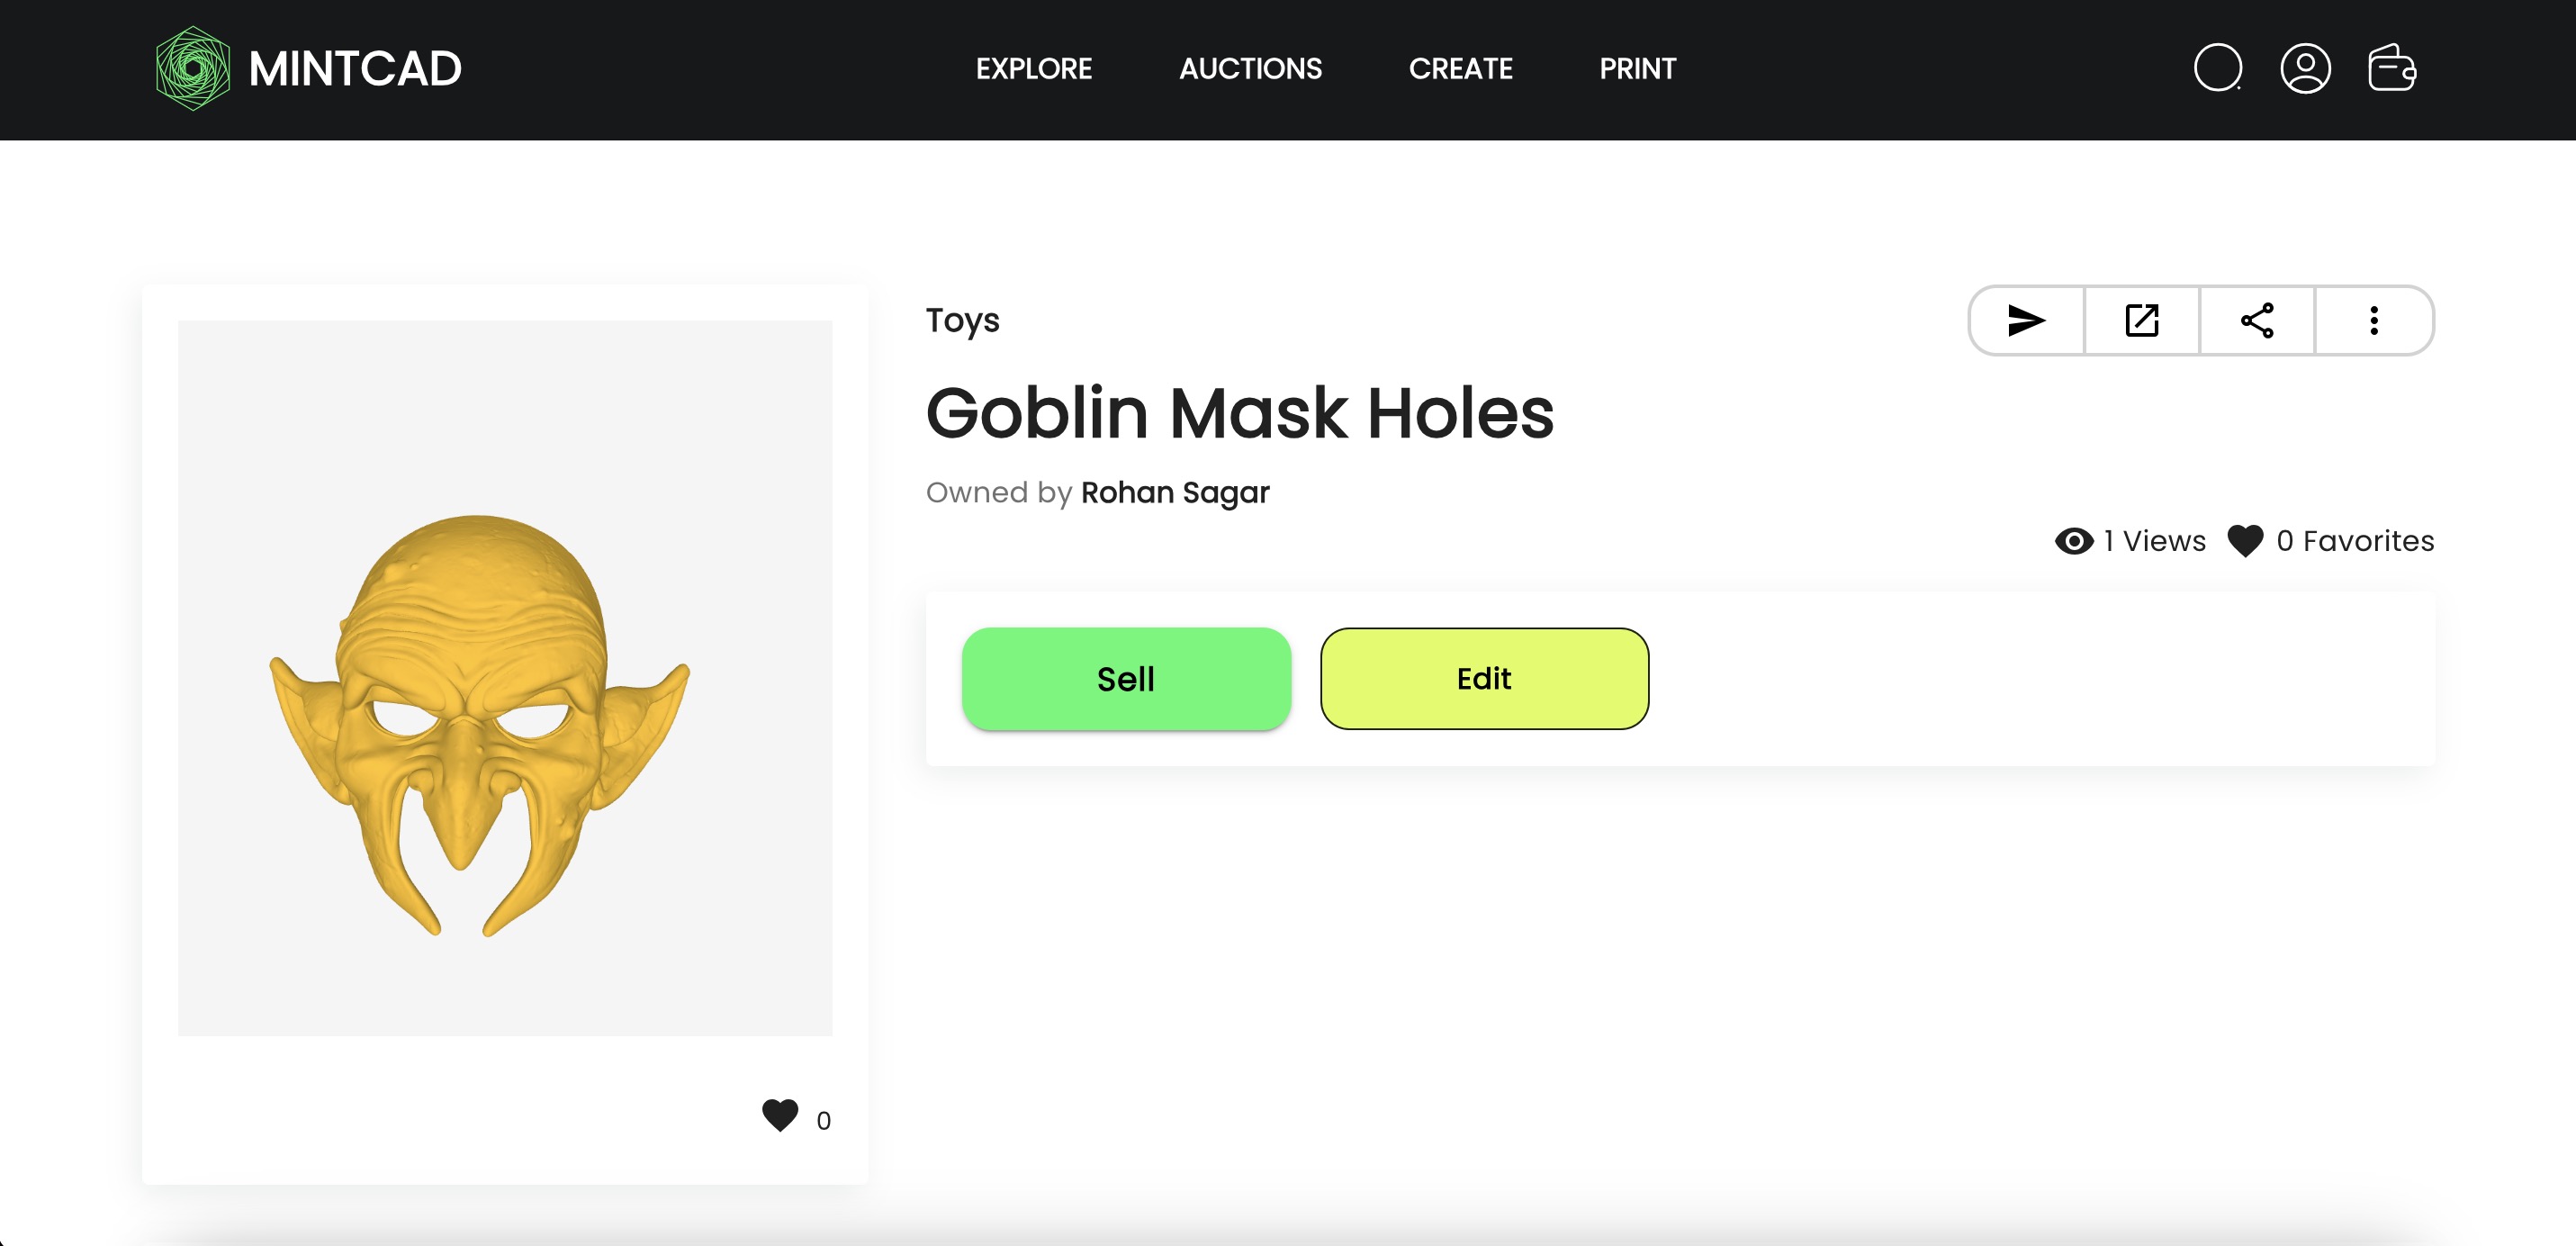 MINTCAD
EXPLORE AUCTIONS CREATE PRINT
Toys
Goblin Mask Holes
Owned by Rohan Sagar
1 Views 0 Favorites
Sell Edit
0